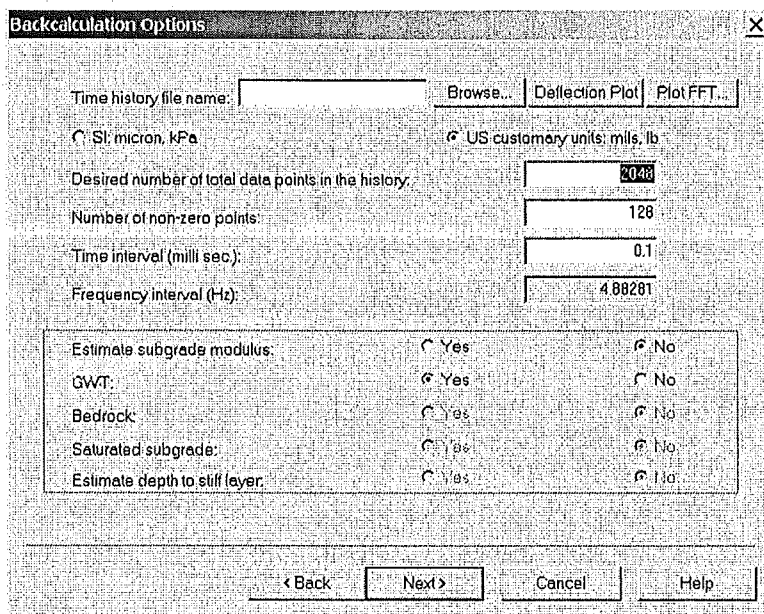 Backcalculation Options
Time history file name: Browse... Deflection Plot Plot FFT...
SI: micron, kPa US customary units: mils, lb
Desired number of total data points in the history: 2048
Number of non-zero points: 128
Time interval (milli sec.): 0.1
Frequency interval (Hz): 4.88281
Estimate subgrade modulus: Yes No
GWT: Yes No
Bedrock: Yes No
Saturated subgrade: Yes No
Estimate depth to stiff layer: Yes No
< Back Next > Cancel Help